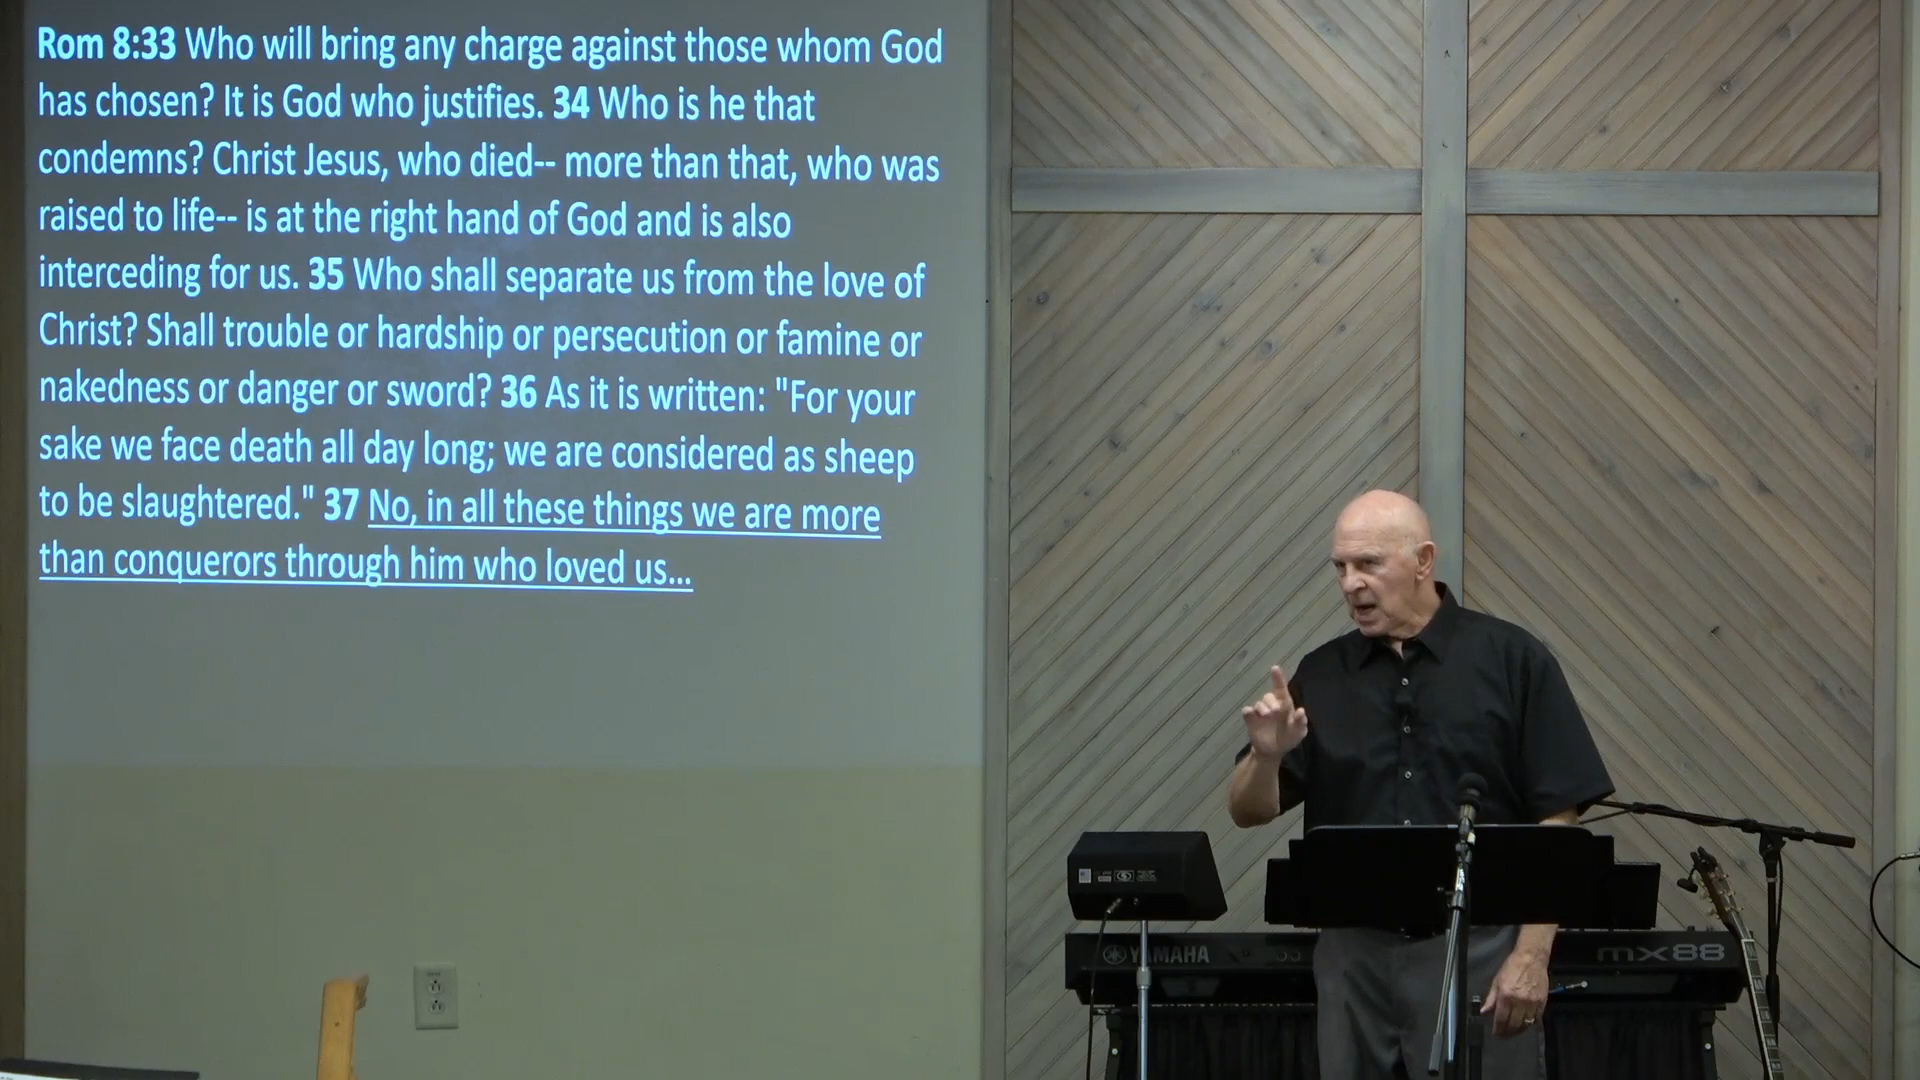 Rom 8:33 Who will bring any charge against those whom God
has chosen? It is God who justifies. 34 Who is he that
condemns? Christ Jesus, who died-- more than that, who was
raised to life-- is at the right hand of God and is also
interceding for us. 35 Who shall separate us from the love of
Christ? Shall trouble or hardship or persecution or famine or
nakedness or danger or sword? 36 As it is written: "For your
sake we face death all day long; we are considered as sheep
to be slaughtered." 37 No, in all these things we are more
than conquerors through him who loved us...
YAMAHA
MX88